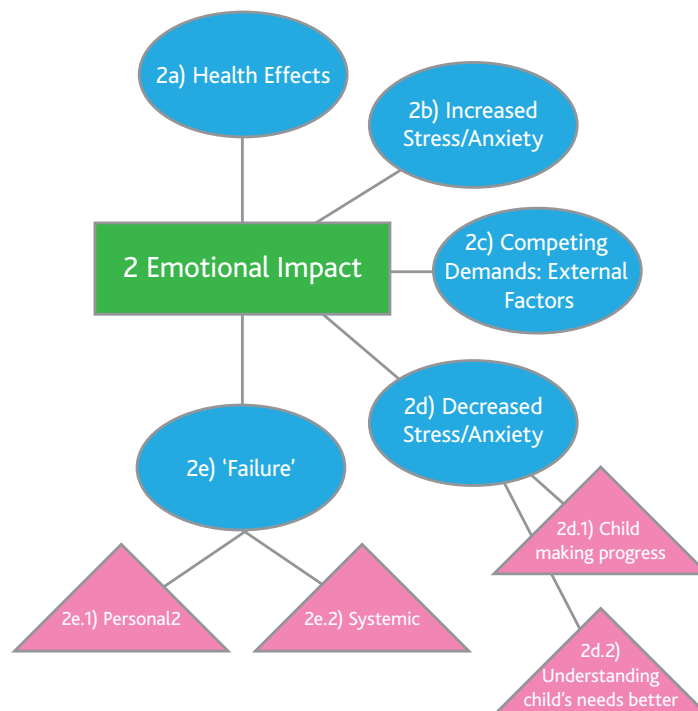 2a) Health Effects
2b) Increased
Stress/Anxiety
2 Emotional Impact
2c) Competing
Demands: External
Factors
2d) Decreased
Stress/Anxiety
2e) ‘Failure’
2d.1) Child
making progress
2e.1) Personal2
2e.2) Systemic
2d.2)
Understanding
child’s needs better